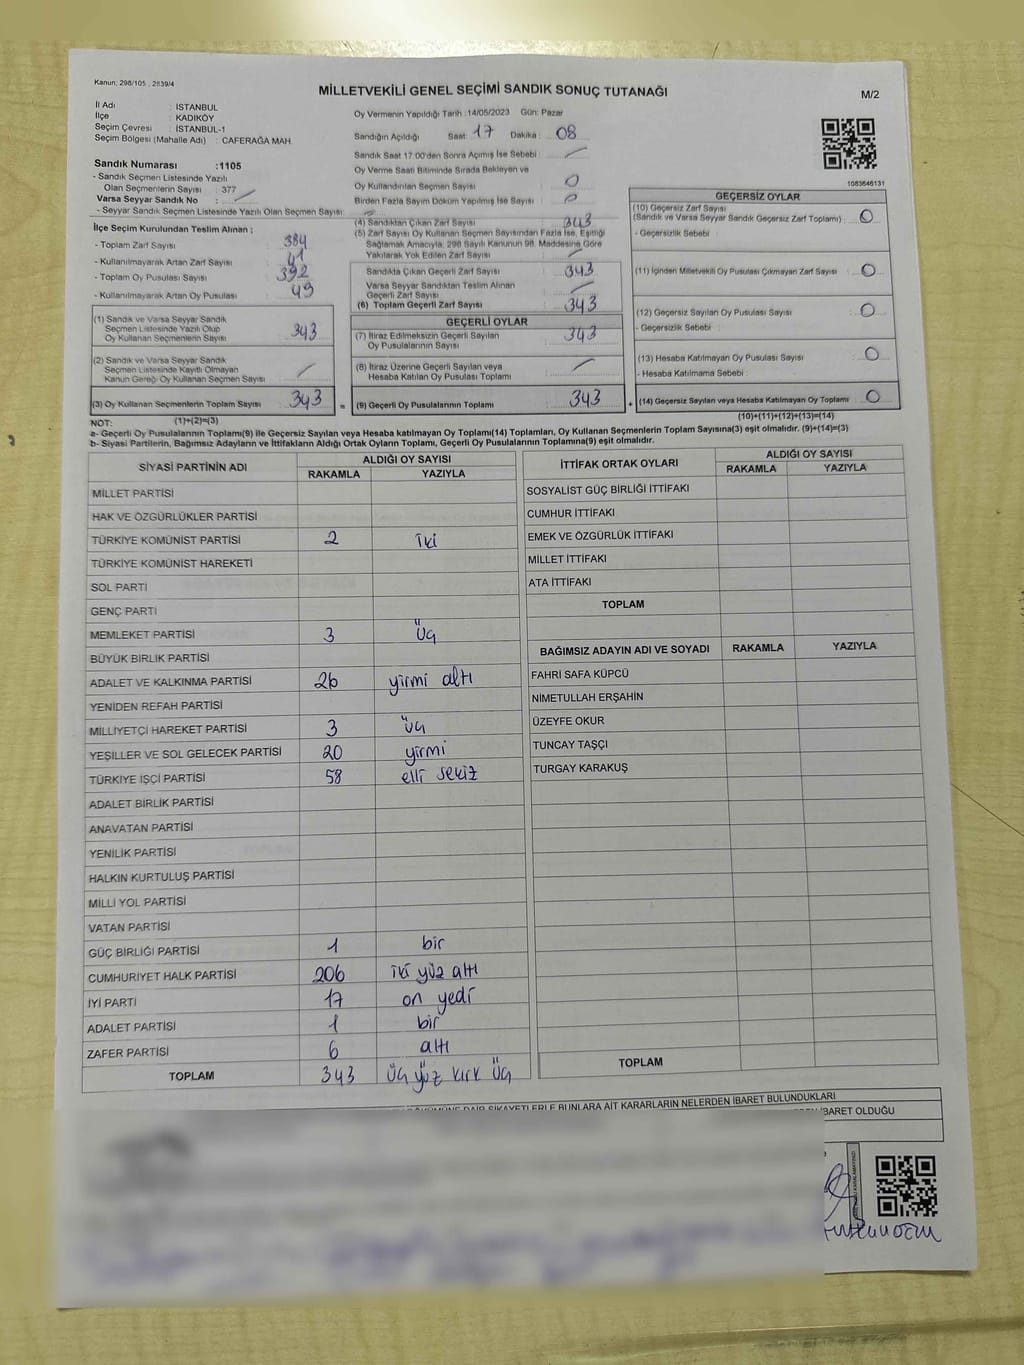 Kanun: 298/105 , 2839/4
MİLLETVEKİLİ GENEL SEÇİMİ SANDIK SONUÇ TUTANAĞI
M/2
İl Adı : İSTANBUL
İlçe : KADIKÖY
Seçim Çevresi : İSTANBUL-1
Seçim Bölgesi (Mahalle Adı) : CAFERAĞA MAH.
Sandık Numarası :1105
- Sandık Seçmen Listesinde Yazılı
Olan Seçmenlerin Sayısı : 377
Varsa Seyyar Sandık No :
- Seyyar Sandık Seçmen Listesinde Yazılı Olan Seçmen Sayısı:
Oy Vermenin Yapıldığı Tarih :14/05/2023 Gün: Pazar
Sandığın Açıldığı Saat: 17 Dakika : 08
Sandık Saat 17:00'den Sonra Açmış İse Sebebi :
Oy Verme Saati Bitiminde Sırada Bekleyen ve
Oy Kullandırılan Seçmen Sayısı 0
Birden Fazla Sayım Döküm Yapılmış İse Sayısı : 0
1083646131
İlçe Seçim Kurulundan Teslim Alınan ;
- Toplam Zarf Sayısı : 384
- Kullanılmayarak Artan Zarf Sayısı : 41
- Toplam Oy Pusulası Sayısı : 392
- Kullanılmayarak Artan Oy Pusulası : 49
(4) Sandıktan Çıkan Zarf Sayısı : 343
(5) Zarf Sayısı Oy Kullanan Seçmen Sayısından Fazla İse, Eşitliği
Sağlamak Amacıyla, 298 Sayılı Kanunun 98. Maddesine Göre
Yakılarak Yok Edilen Zarf Sayısı :
Sandıkta Çıkan Geçerli Zarf Sayısı : 343
Varsa Seyyar Sandıktan Teslim Alınan
Geçerli Zarf Sayısı :
(6) Toplam Geçerli Zarf Sayısı : 343
GEÇERSİZ OYLAR
(10) Geçersiz Zarf Sayısı
(Sandık ve Varsa Seyyar Sandık Geçersiz Zarf Toplamı) : 0
- Geçersizlik Sebebi :
(11) İçinden Milletvekili Oy Pusulası Çıkmayan Zarf Sayısı : 0
(12) Geçersiz Sayılan Oy Pusulası Sayısı : 0
- Geçersizlik Sebebi :
(13) Hesaba Katılmayan Oy Pusulası Sayısı : 0
- Hesaba Katılmama Sebebi :
(14) Geçersiz Sayılan veya Hesaba Katılmayan Oy Toplamı : 0
(1) Sandık ve Varsa Seyyar Sandık
Seçmen Listesinde Yazılı Olup
Oy Kullanan Seçmenlerin Sayısı : 343
(2) Sandık ve Varsa Seyyar Sandık
Seçmen Listesinde Kayıtlı Olmayan
Kanun Gereği Oy Kullanan Seçmen Sayısı :
(3) Oy Kullanan Seçmenlerin Toplam Sayısı : 343
GEÇERLİ OYLAR
(7) İtiraz Edilmeksizin Geçerli Sayılan
Oy Pusulalarının Sayısı : 343
(8) İtiraz Üzerine Geçerli Sayılan veya
Hesaba Katılan Oy Pusulası Toplamı :
= (9) Geçerli Oy Pusulalarının Toplamı : 343 +
NOT: (1)+(2)=(3)
(10)+(11)+(12)+(13)=(14)
a- Geçerli Oy Pusulalarının Toplamı(9) ile Geçersiz Sayılan veya Hesaba katılmayan Oy Toplamı(14) Toplamları, Oy Kullanan Seçmenlerin Toplam Sayısına(3) eşit olmalıdır. (9)+(14)=(3)
b- Siyasi Partilerin, Bağımsız Adayların ve İttifakların Aldığı Ortak Oyların Toplamı, Geçerli Oy Pusulalarının Toplamına(9) eşit olmalıdır.
SİYASİ PARTİNİN ADI ALDIĞI OY SAYISI
RAKAMLA YAZIYLA
MİLLET PARTİSİ
HAK VE ÖZGÜRLÜKLER PARTİSİ
TÜRKİYE KOMÜNİST PARTİSİ 2 iki
TÜRKİYE KOMÜNİST HAREKETİ
SOL PARTİ
GENÇ PARTİ
MEMLEKET PARTİSİ 3 üç
BÜYÜK BİRLİK PARTİSİ
ADALET VE KALKINMA PARTİSİ 26 yirmi altı
YENİDEN REFAH PARTİSİ
MİLLİYETÇİ HAREKET PARTİSİ 3 üç
YEŞİLLER VE SOL GELECEK PARTİSİ 20 yirmi
TÜRKİYE İŞÇİ PARTİSİ 58 elli sekiz
ADALET BİRLİK PARTİSİ
ANAVATAN PARTİSİ
YENİLİK PARTİSİ
HALKIN KURTULUŞ PARTİSİ
MİLLİ YOL PARTİSİ
VATAN PARTİSİ
GÜÇ BİRLİĞİ PARTİSİ 1 bir
CUMHURİYET HALK PARTİSİ 206 iki yüz altı
İYİ PARTİ 17 on yedi
ADALET PARTİSİ 1 bir
ZAFER PARTİSİ 6 altı
TOPLAM 343 üç yüz kırk üç
İTTİFAK ORTAK OYLARI ALDIĞI OY SAYISI
RAKAMLA YAZIYLA
SOSYALİST GÜÇ BİRLİĞİ İTTİFAKI
CUMHUR İTTİFAKI
EMEK VE ÖZGÜRLÜK İTTİFAKI
MİLLET İTTİFAKI
ATA İTTİFAKI
TOPLAM
BAĞIMSIZ ADAYIN ADI VE SOYADI RAKAMLA YAZIYLA
FAHRİ SAFA KÜPCÜ
NİMETULLAH ERŞAHİN
ÜZEYFE OKUR
TUNCAY TAŞÇI
TURGAY KARAKUŞ
TOPLAM
DAİR ŞİKAYETLERLE BUNLARA AİT KARARLARIN NELERDEN İBARET BULUNDUKLARI
İBARET OLDUĞU